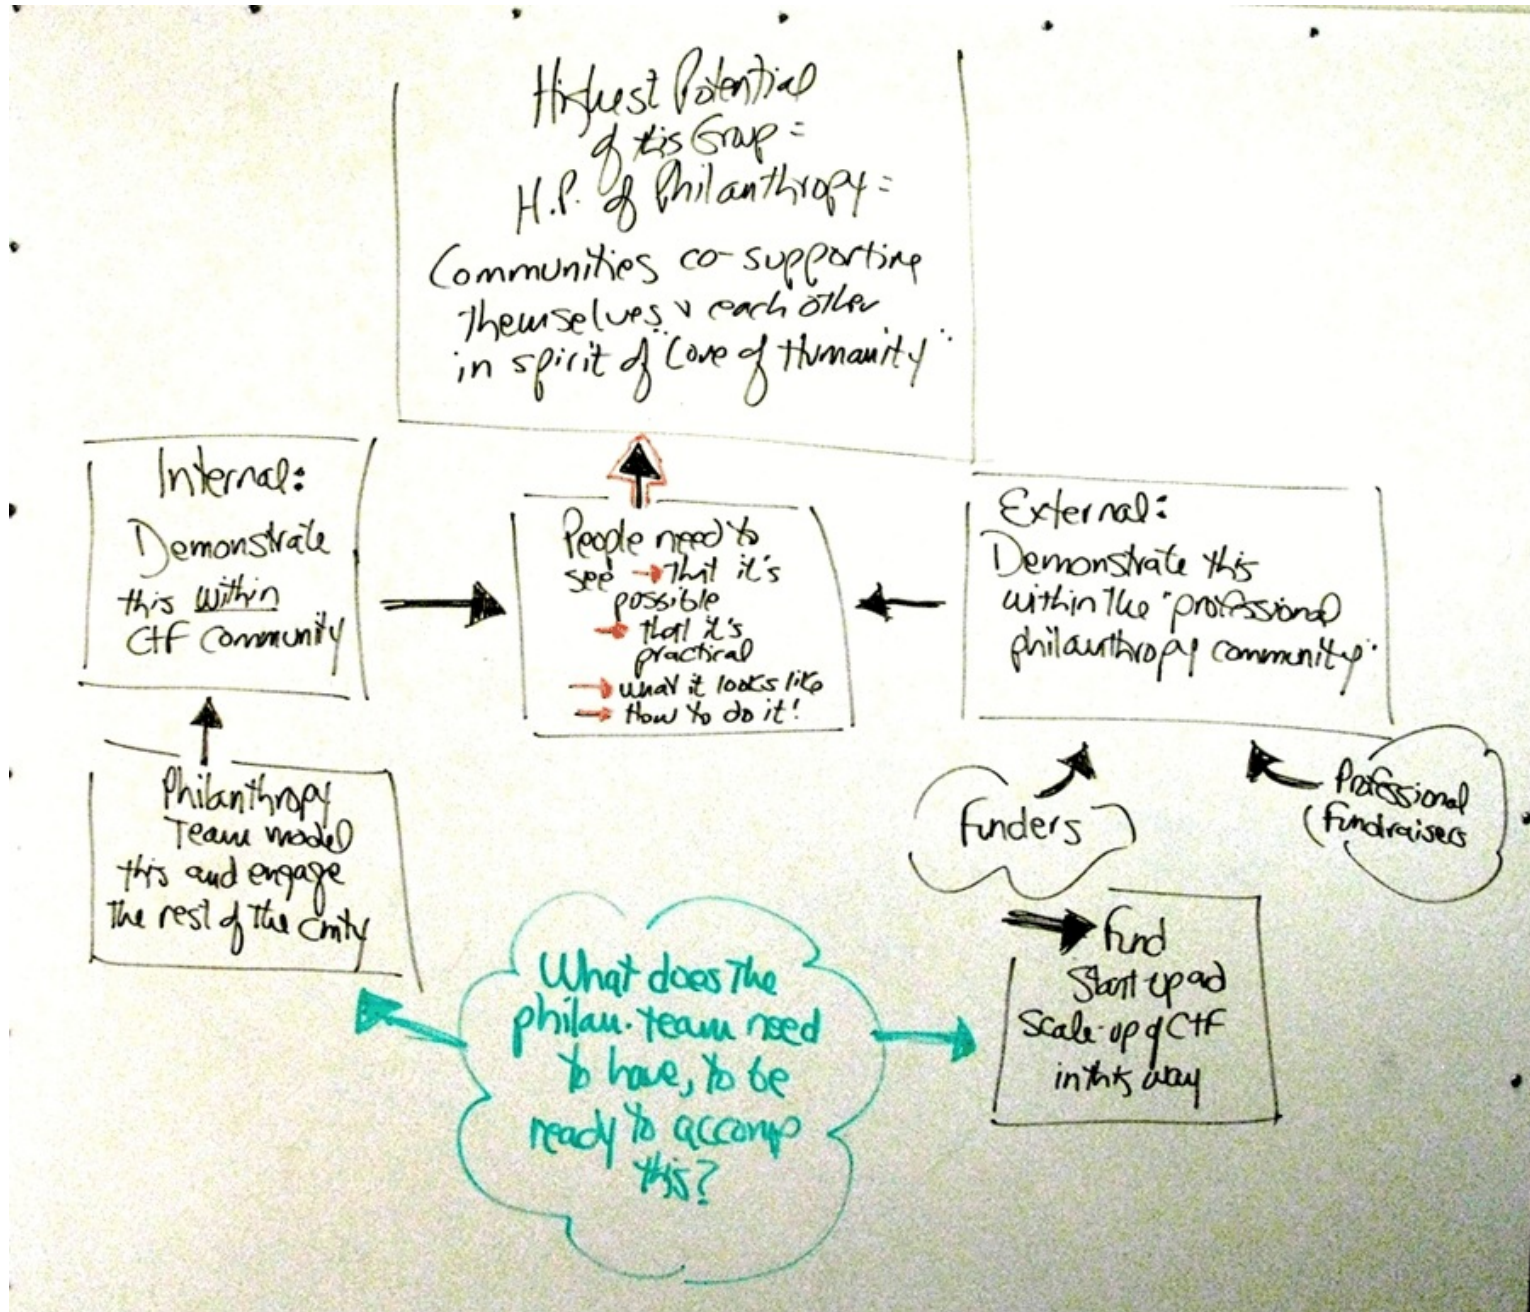 Highest Potential
of this Group =
H.P. of Philanthropy =
Communities co-supporting
themselves & each other
in spirit of "Love of Humanity"
Internal:
Demonstrate
this within
CTF community
People need to
see → that it's
possible
→ that it's
practical
→ what it looks like
→ How to do it!
External:
Demonstrate this
within the "professional
philanthropy community"
Philanthropy
Team model
this and engage
the rest of the cmty
Funders
Professional
Fundraisers
What does the
philan. team need
to have, to be
ready to accomp
this?
Fund
Start up and
Scale-up of CTF
in this way